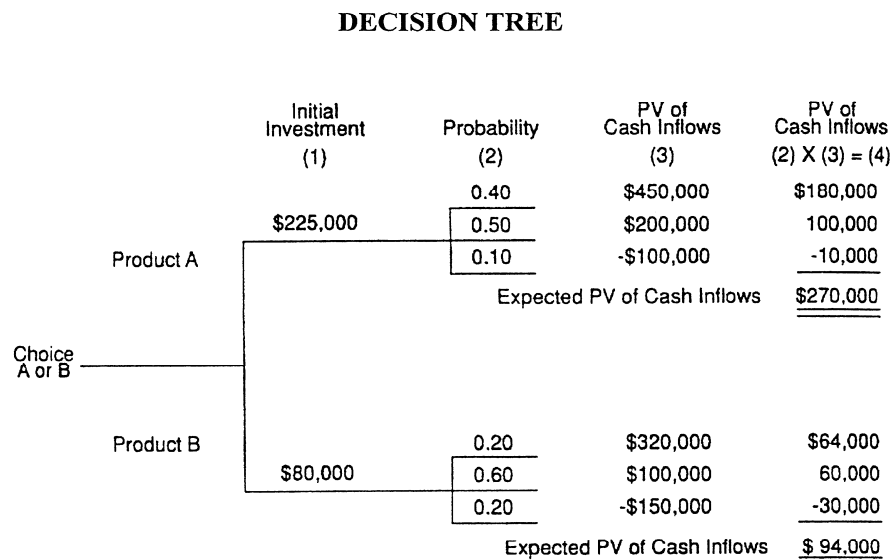 DECISION TREE
Initial Investment (1) Probability (2) PV of Cash Inflows (3) PV of Cash Inflows (2) X (3) = (4)
0.40 $450,000 $180,000
$225,000 0.50 $200,000 100,000
Product A 0.10 -$100,000 -10,000
Expected PV of Cash Inflows $270,000
Choice
A or B
Product B 0.20 $320,000 $64,000
$80,000 0.60 $100,000 60,000
0.20 -$150,000 -30,000
Expected PV of Cash Inflows $ 94,000